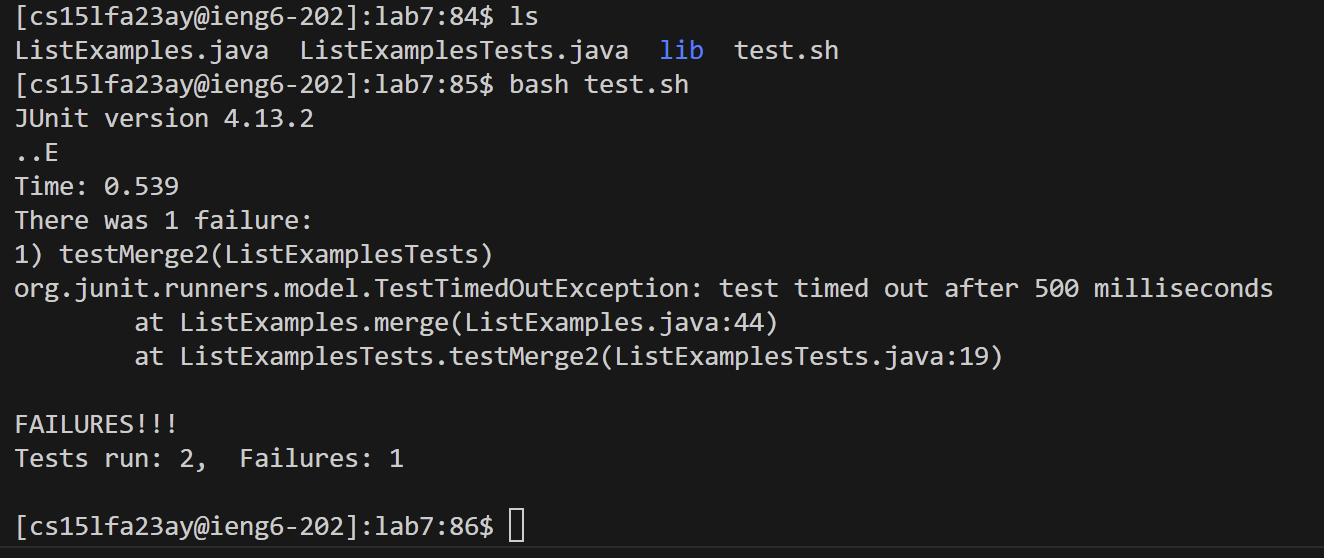 [cs15lfa23ay@ieng6-202]:lab7:84$ ls
ListExamples.java  ListExamplesTests.java  lib  test.sh
[cs15lfa23ay@ieng6-202]:lab7:85$ bash test.sh
JUnit version 4.13.2
..E
Time: 0.539
There was 1 failure:
1) testMerge2(ListExamplesTests)
org.junit.runners.model.TestTimedOutException: test timed out after 500 milliseconds
        at ListExamples.merge(ListExamples.java:44)
        at ListExamplesTests.testMerge2(ListExamplesTests.java:19)
FAILURES!!!
Tests run: 2,  Failures: 1
[cs15lfa23ay@ieng6-202]:lab7:86$